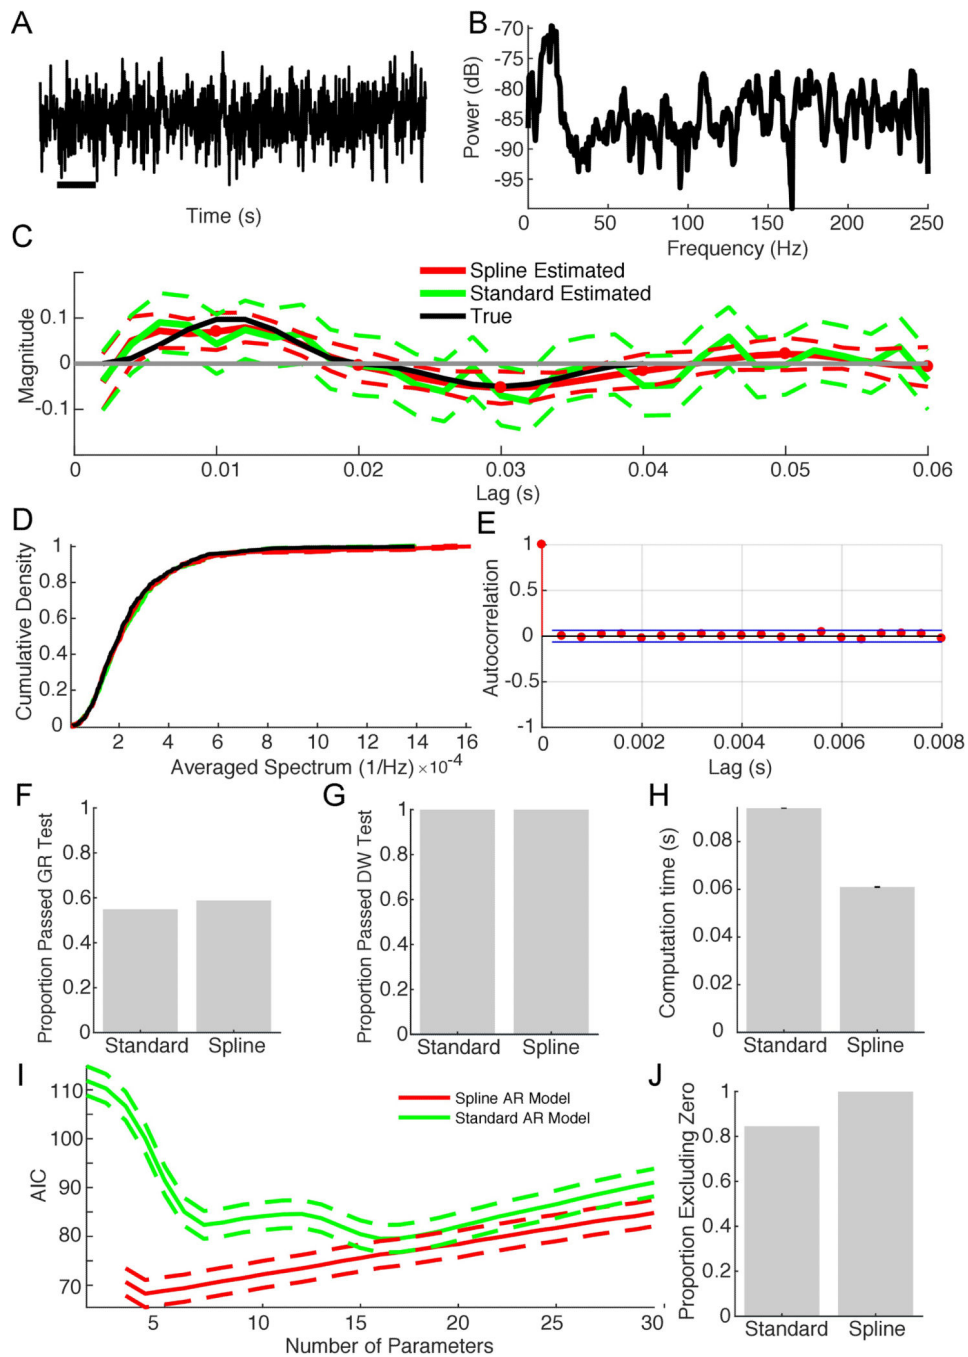 A
Time (s)
B
Power (dB)
-70
-75
-80
-85
-90
-95
0
50
100
150
200
250
Frequency (Hz)
C
Spline Estimated
Standard Estimated
True
Magnitude
0.1
0
-0.1
0
0.01
0.02
0.03
0.04
0.05
0.06
Lag (s)
D
Cumulative Density
1
0.8
0.6
0.4
0.2
0
2
4
6
8
10
12
14
16
Averaged Spectrum (1/Hz) ×10-4
E
Autocorrelation
1
0.5
0
-0.5
-1
0
0.002
0.004
0.006
0.008
Lag (s)
F
Proportion Passed GR Test
1
0.8
0.6
0.4
0.2
0
Standard
Spline
G
Proportion Passed DW Test
1
0.8
0.6
0.4
0.2
0
Standard
Spline
H
Computation time (s)
0.08
0.06
0.04
0.02
0
Standard
Spline
I
Spline AR Model
Standard AR Model
AIC
110
100
90
80
70
5
10
15
20
25
30
Number of Parameters
J
Proportion Excluding Zero
1
0.8
0.6
0.4
0.2
0
Standard
Spline